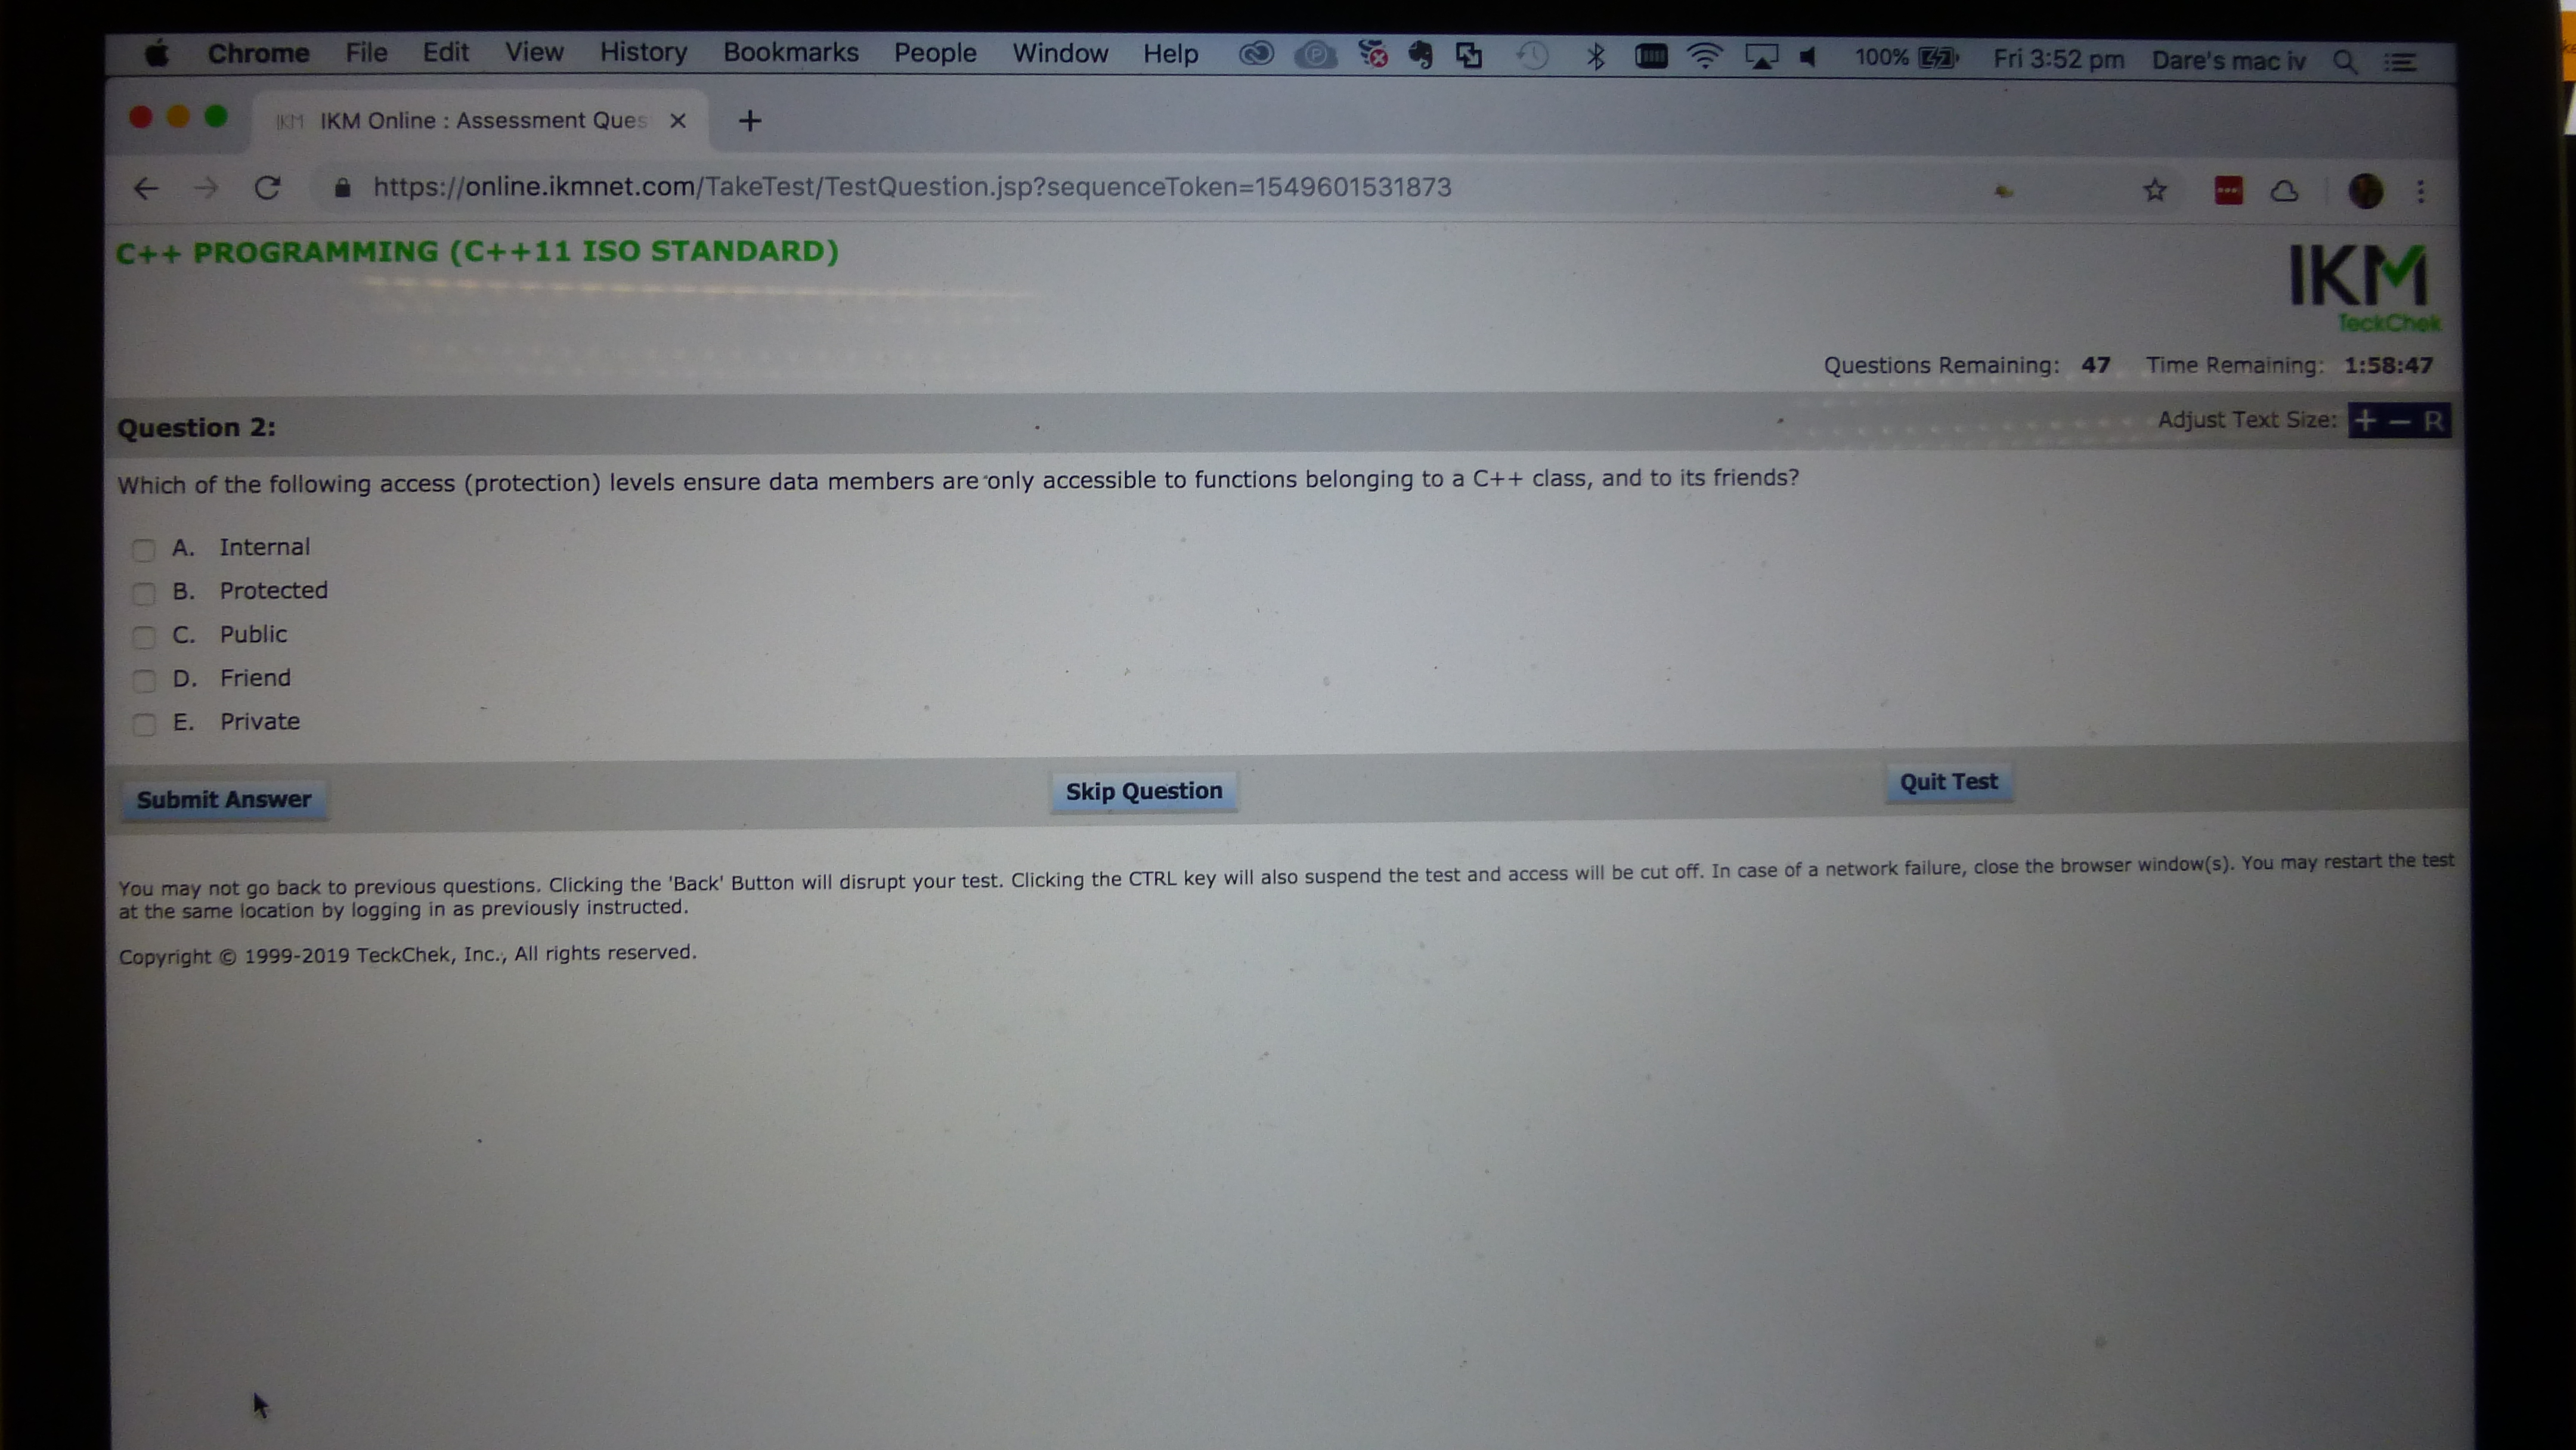 Chrome File Edit View History Bookmarks People Window Help 100% Fri 3:52 pm Dare's mac iv
IKM IKM Online : Assessment Ques
https://online.ikmnet.com/TakeTest/TestQuestion.jsp?sequenceToken=1549601531873
C++ PROGRAMMING (C++11 ISO STANDARD)
IKM
TeckChek
Questions Remaining: 47 Time Remaining: 1:58:47
Question 2:
Adjust Text Size: + − R
Which of the following access (protection) levels ensure data members are only accessible to functions belonging to a C++ class, and to its friends?
A. Internal
B. Protected
C. Public
D. Friend
E. Private
Submit Answer Skip Question Quit Test
You may not go back to previous questions. Clicking the 'Back' Button will disrupt your test. Clicking the CTRL key will also suspend the test and access will be cut off. In case of a network failure, close the browser window(s). You may restart the test
at the same location by logging in as previously instructed.
Copyright © 1999-2019 TeckChek, Inc., All rights reserved.